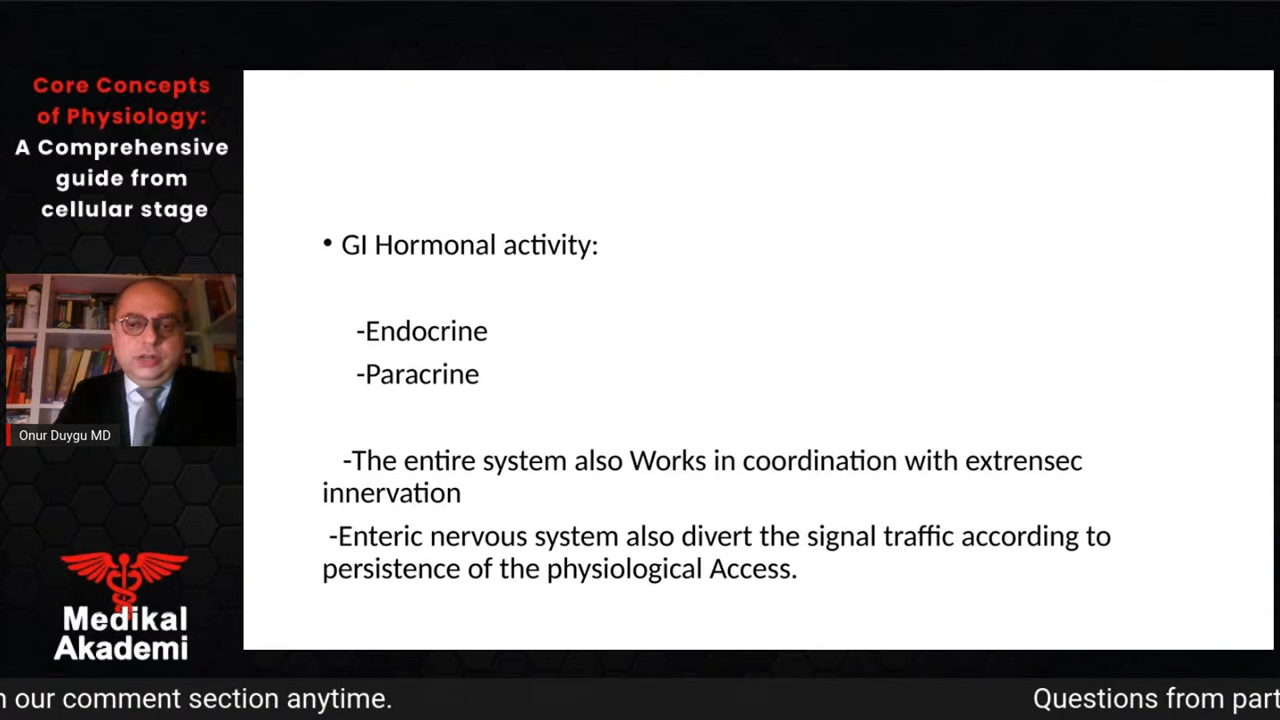 Core Concepts
of Physiology:
A Comprehensive
guide from
cellular stage
Onur Duygu MD
Medikal
Akademi
• GI Hormonal activity:
-Endocrine
-Paracrine
-The entire system also Works in coordination with extrensec
innervation
-Enteric nervous system also divert the signal traffic according to
persistence of the physiological Access.
our comment section anytime.
Questions from